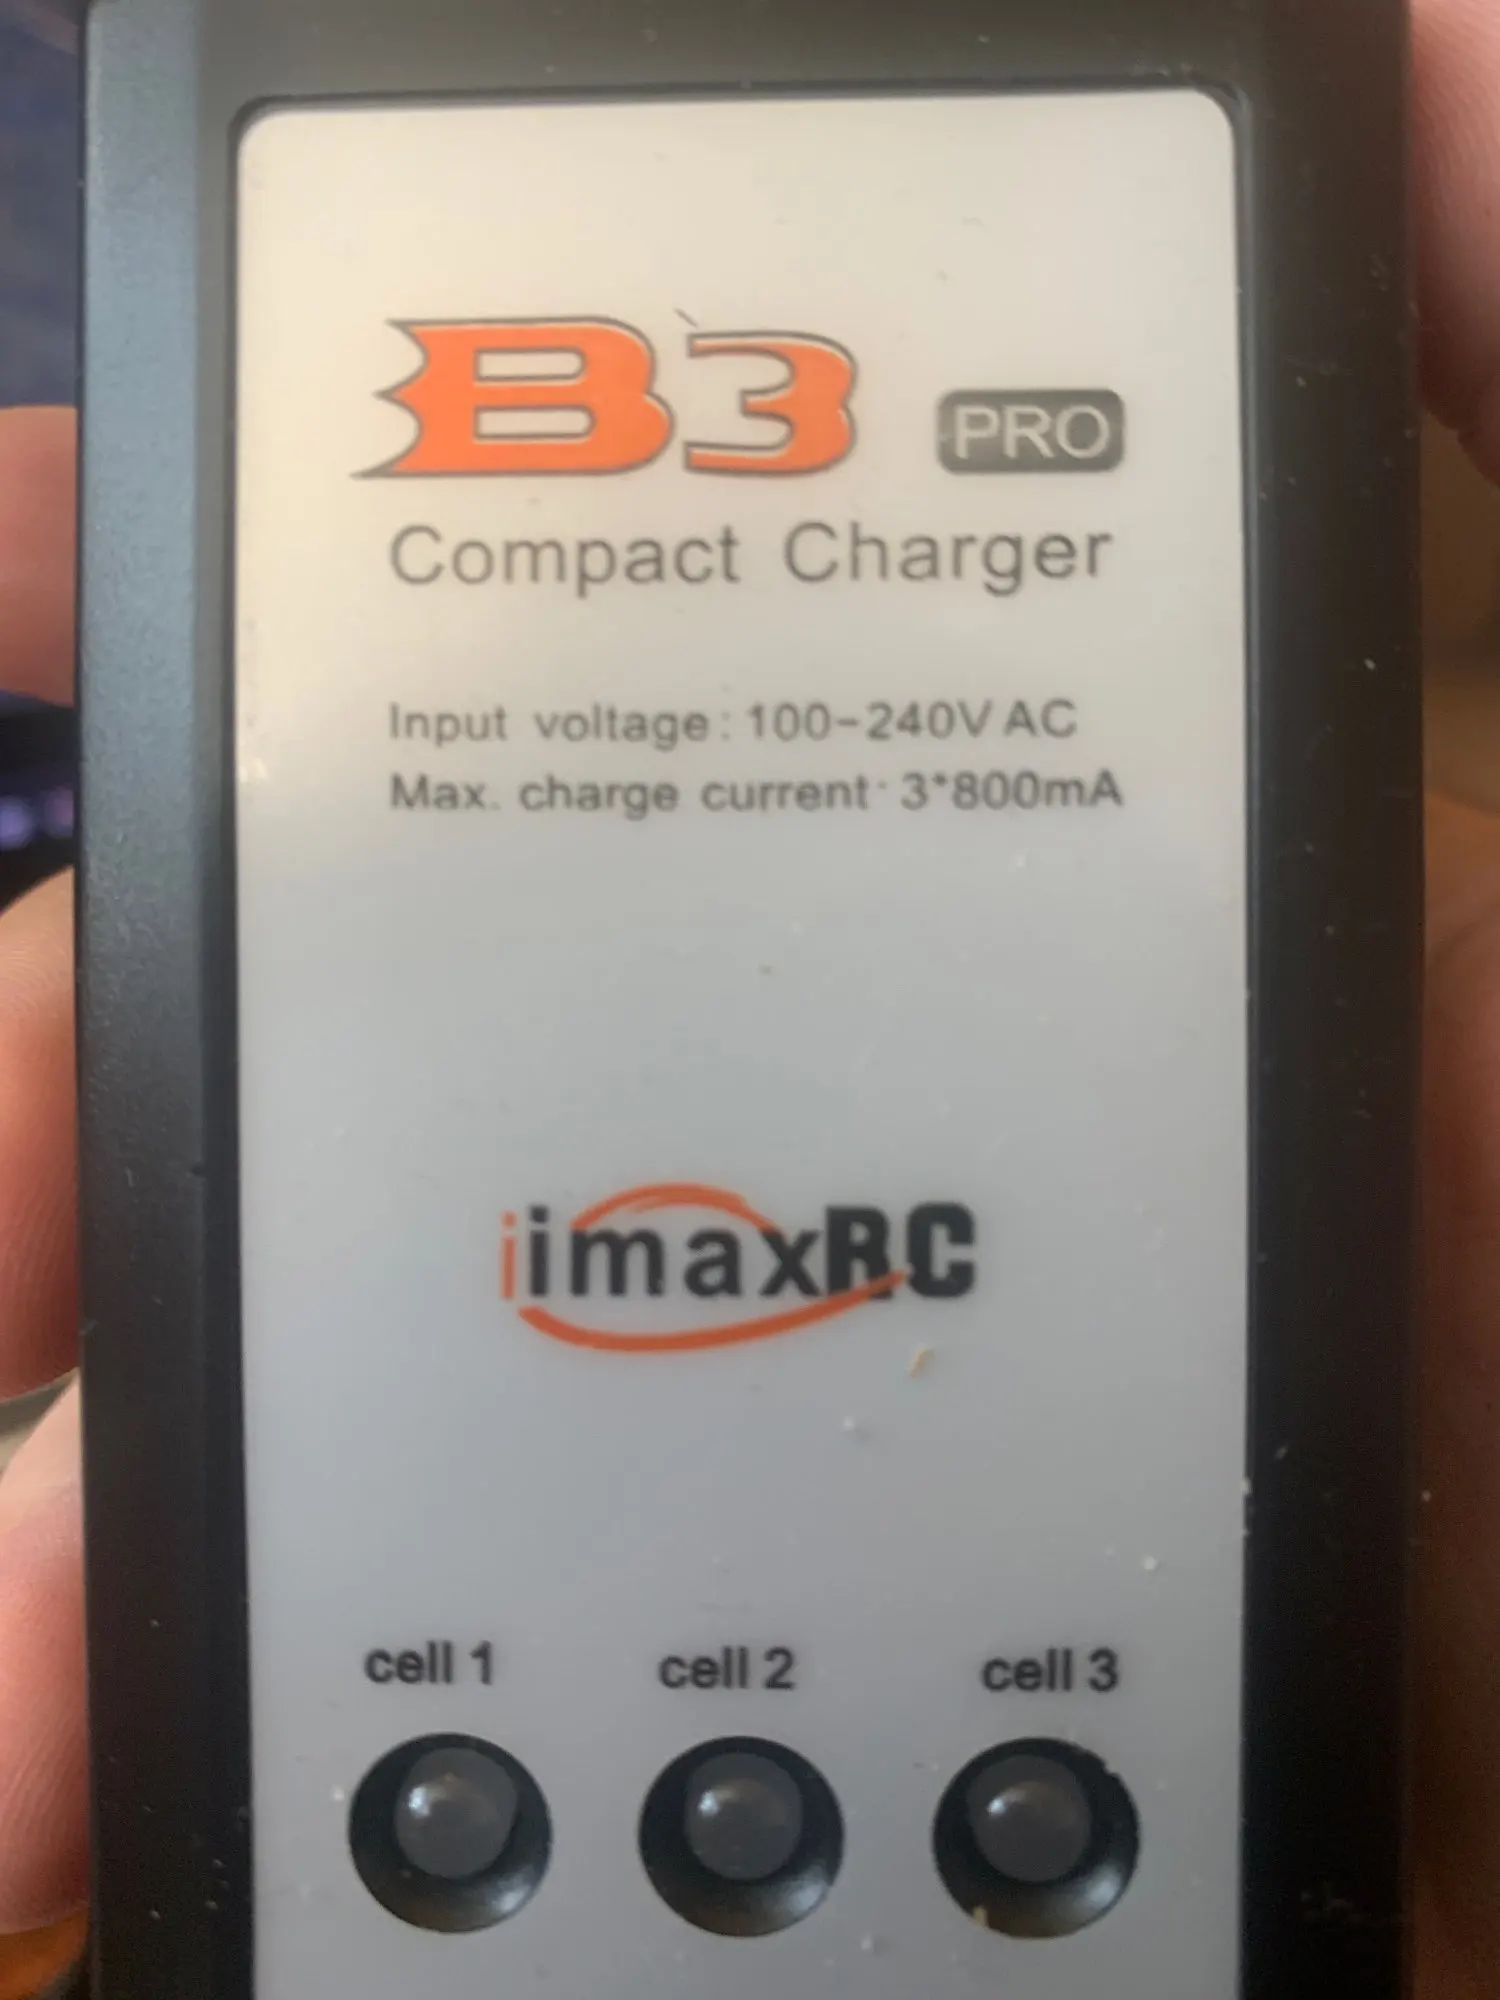 B3 PRO
Compact Charger
Input voltage: 100-240V AC
Max. charge current: 3*800mA
iimaxRC
cell 1 cell 2 cell 3